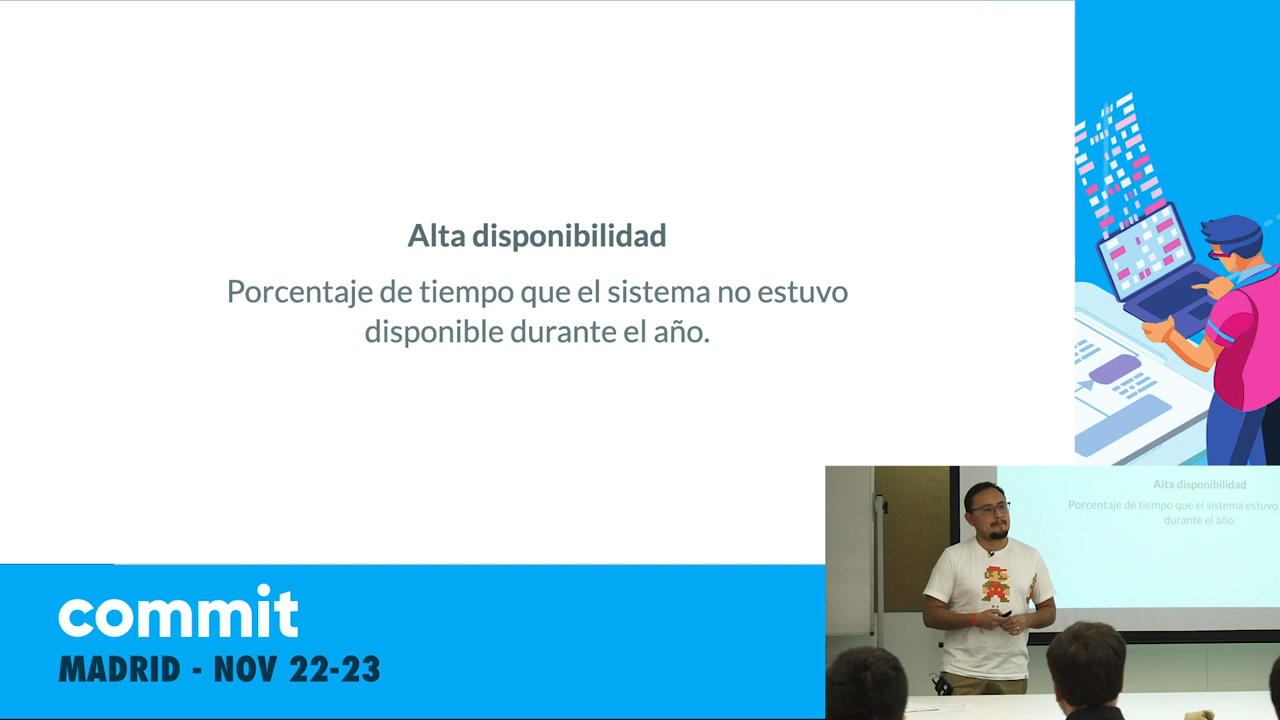 Alta disponibilidad
Porcentaje de tiempo que el sistema no estuvo
disponible durante el año.
Alta disponibilidad
Porcentaje de tiempo que el sistema estuvo
durante el año.
commit
MADRID - NOV 22-23